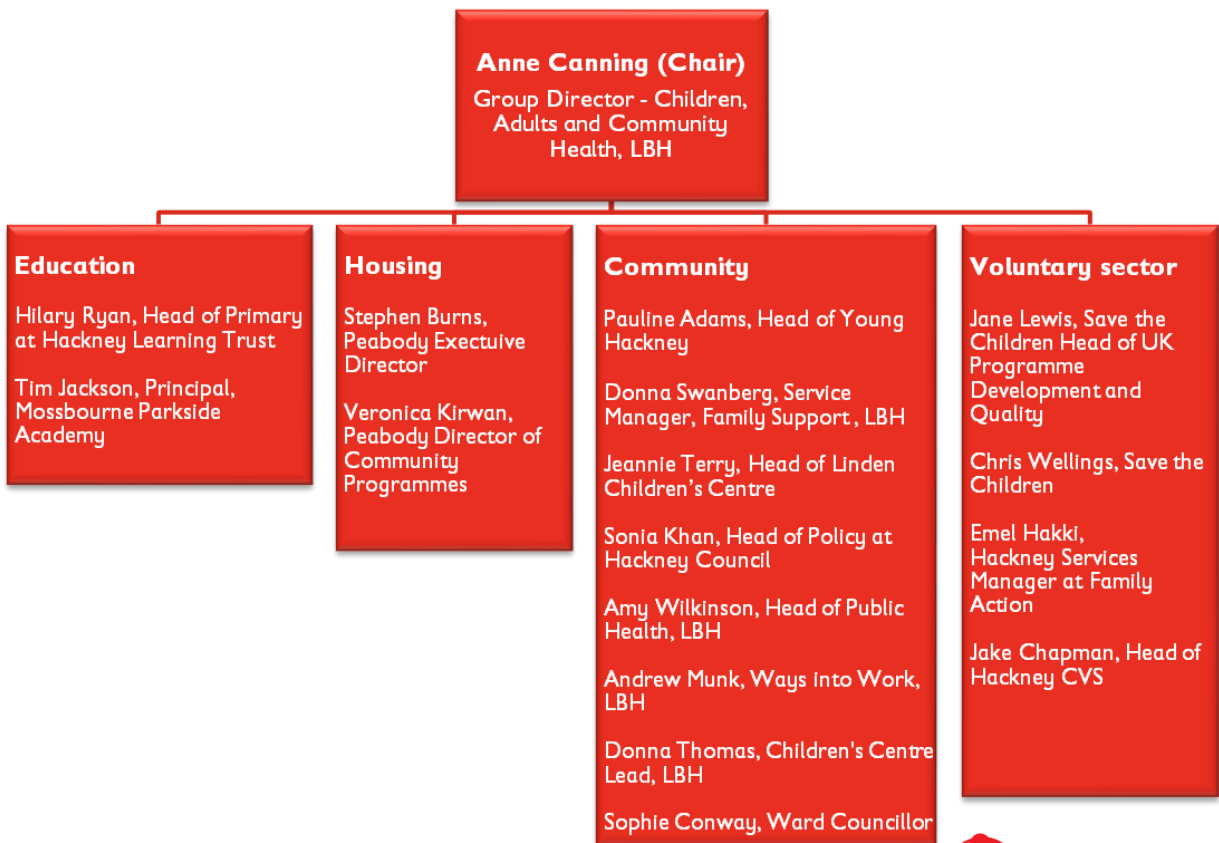 Anne Canning (Chair)
Group Director - Children,
Adults and Community
Health, LBH
Education
Hilary Ryan, Head of Primary
at Hackney Learning Trust
Tim Jackson, Principal,
Mossbourne Parkside
Academy
Housing
Stephen Burns,
Peabody Exectuive
Director
Veronica Kirwan,
Peabody Director of
Community
Programmes
Community
Pauline Adams, Head of Young
Hackney
Donna Swanberg, Service
Manager, Family Support , LBH
Jeannie Terry, Head of Linden
Children’s Centre
Sonia Khan, Head of Policy at
Hackney Council
Amy Wilkinson, Head of Public
Health, LBH
Andrew Munk, Ways into Work,
LBH
Donna Thomas, Children's Centre
Lead, LBH
Sophie Conway, Ward Councillor
Voluntary sector
Jane Lewis, Save the
Children Head of UK
Programme
Development and
Quality
Chris Wellings, Save the
Children
Emel Hakki,
Hackney Services
Manager at Family
Action
Jake Chapman, Head of
Hackney CVS